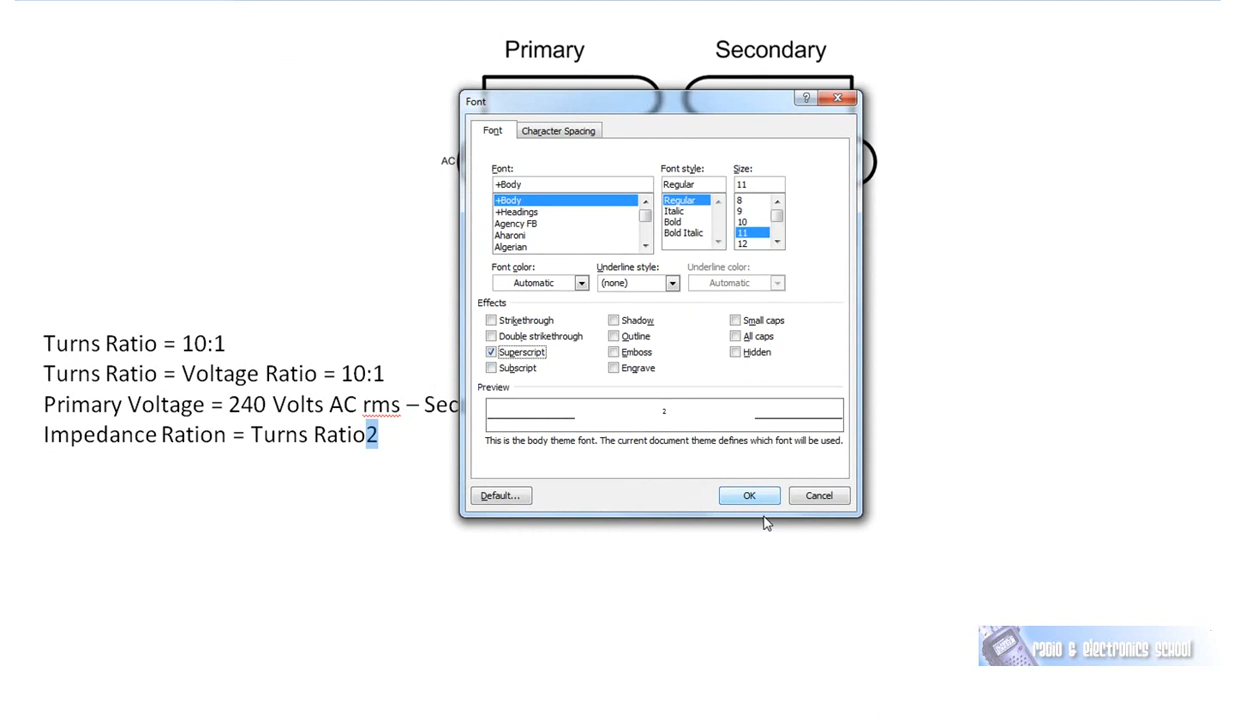 Primary Secondary
Font
Font Character Spacing
AC
Font: Font style: Size:
+Body Regular 11
+Body Regular 8
+Headings Italic 9
Agency FB Bold 10
Aharoni Bold Italic 11
Algerian 12
Font color: Underline style: Underline color:
Automatic (none) Automatic
Effects
Strikethrough Shadow Small caps
Double strikethrough Outline All caps
Superscript Emboss Hidden
Subscript Engrave
Preview
2
This is the body theme font. The current document theme defines which font will be used.
Default... OK Cancel
Turns Ratio = 10:1
Turns Ratio = Voltage Ratio = 10:1
Primary Voltage = 240 Volts AC rms – Sec
Impedance Ration = Turns Ratio2
RADIO & ELECTRONICS SCHOOL